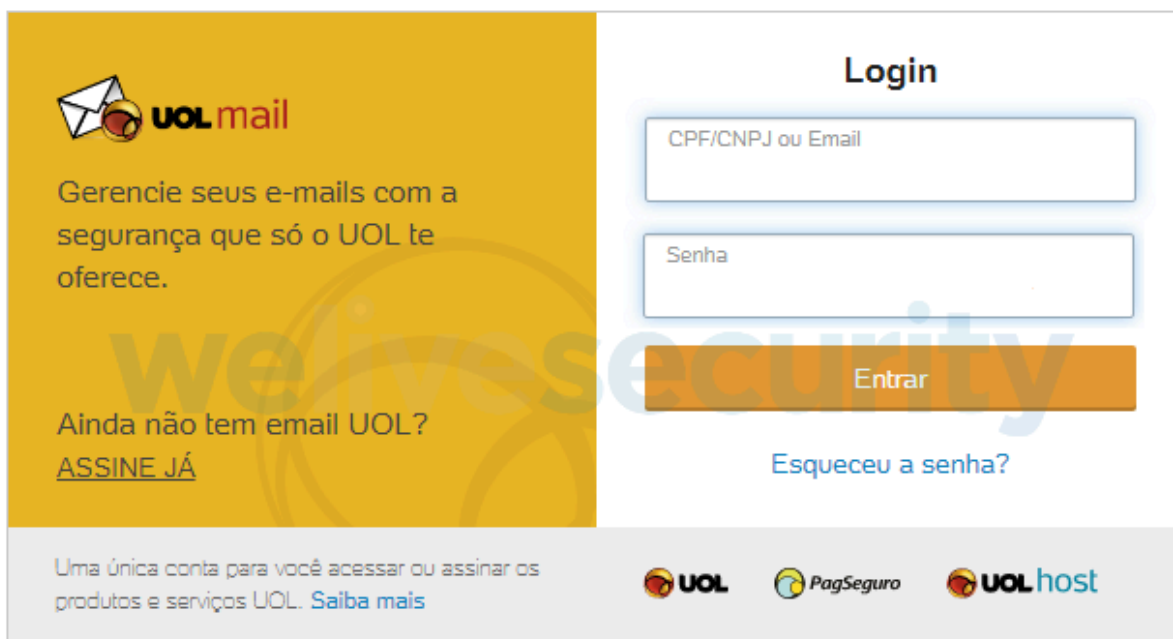 UOL mail
Gerencie seus e-mails com a
segurança que só o UOL te
oferece.
Ainda não tem email UOL?
ASSINE JÁ
Login
CPF/CNPJ ou Email
Senha
Entrar
Esqueceu a senha?
welivesecurity
Uma única conta para você acessar ou assinar os
produtos e serviços UOL. Saiba mais
UOL PagSeguro UOL host